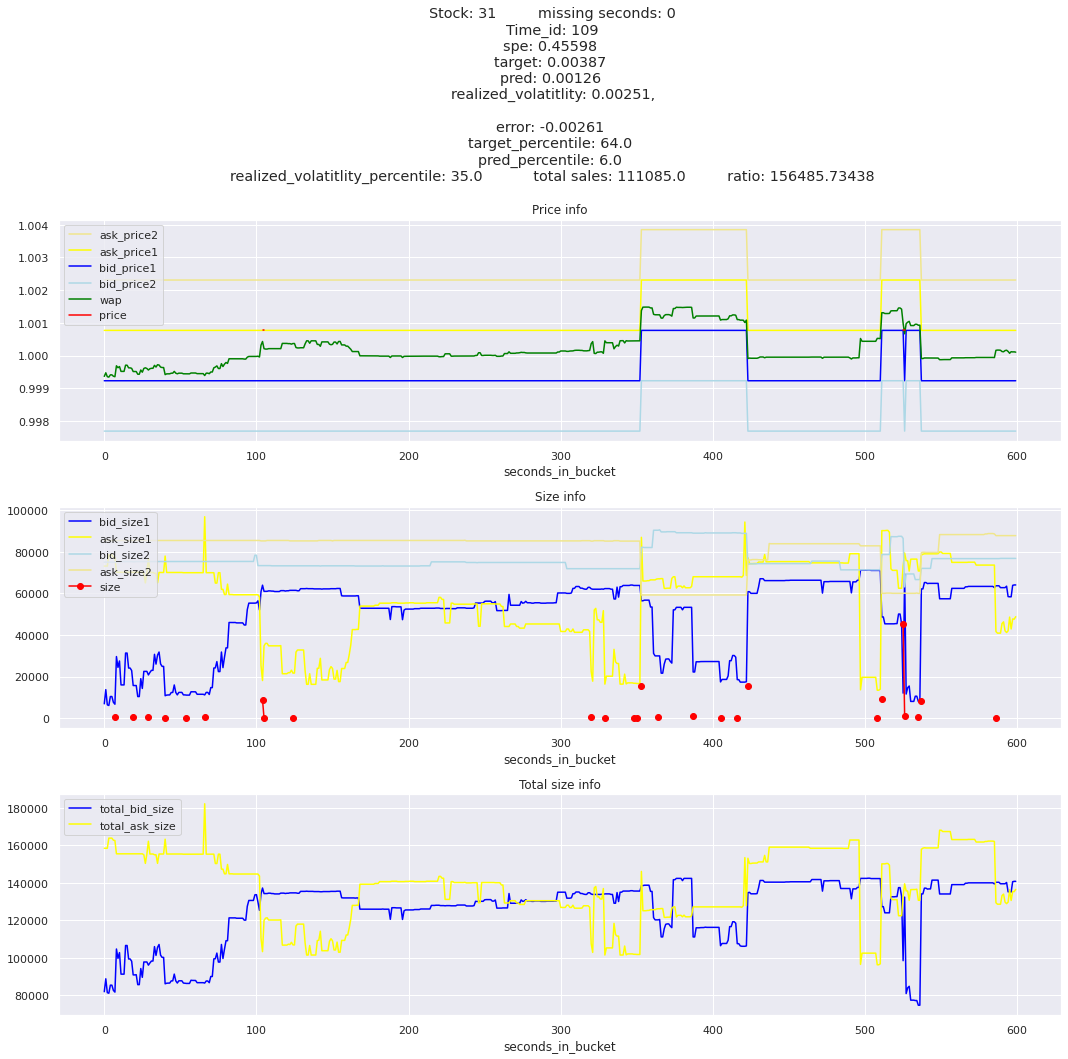 Stock: 31 missing seconds: 0
Time_id: 109
spe: 0.45598
target: 0.00387
pred: 0.00126
realized_volatitlity: 0.00251,
error: -0.00261
target_percentile: 64.0
pred_percentile: 6.0
realized_volatitlity_percentile: 35.0 total sales: 111085.0 ratio: 156485.73438
Price info
1.004
1.003
1.002
1.001
1.000
0.999
0.998
ask_price2
ask_price1
bid_price1
bid_price2
wap
price
0 100 200 300 400 500 600
seconds_in_bucket
Size info
100000
80000
60000
40000
20000
0
bid_size1
ask_size1
bid_size2
ask_size2
size
0 100 200 300 400 500 600
seconds_in_bucket
Total size info
180000
160000
140000
120000
100000
80000
total_bid_size
total_ask_size
0 100 200 300 400 500 600
seconds_in_bucket